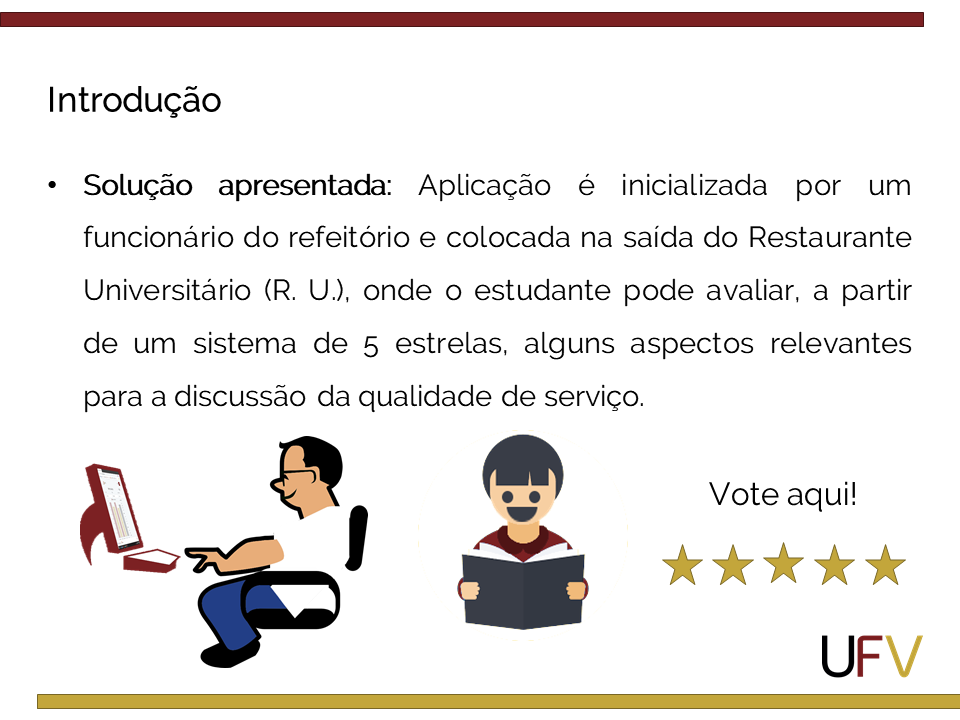 Introdução
• Solução apresentada: Aplicação é inicializada por um
funcionário do refeitório e colocada na saída do Restaurante
Universitário (R. U.), onde o estudante pode avaliar, a partir
de um sistema de 5 estrelas, alguns aspectos relevantes
para a discussão da qualidade de serviço.
Vote aqui!
UFV